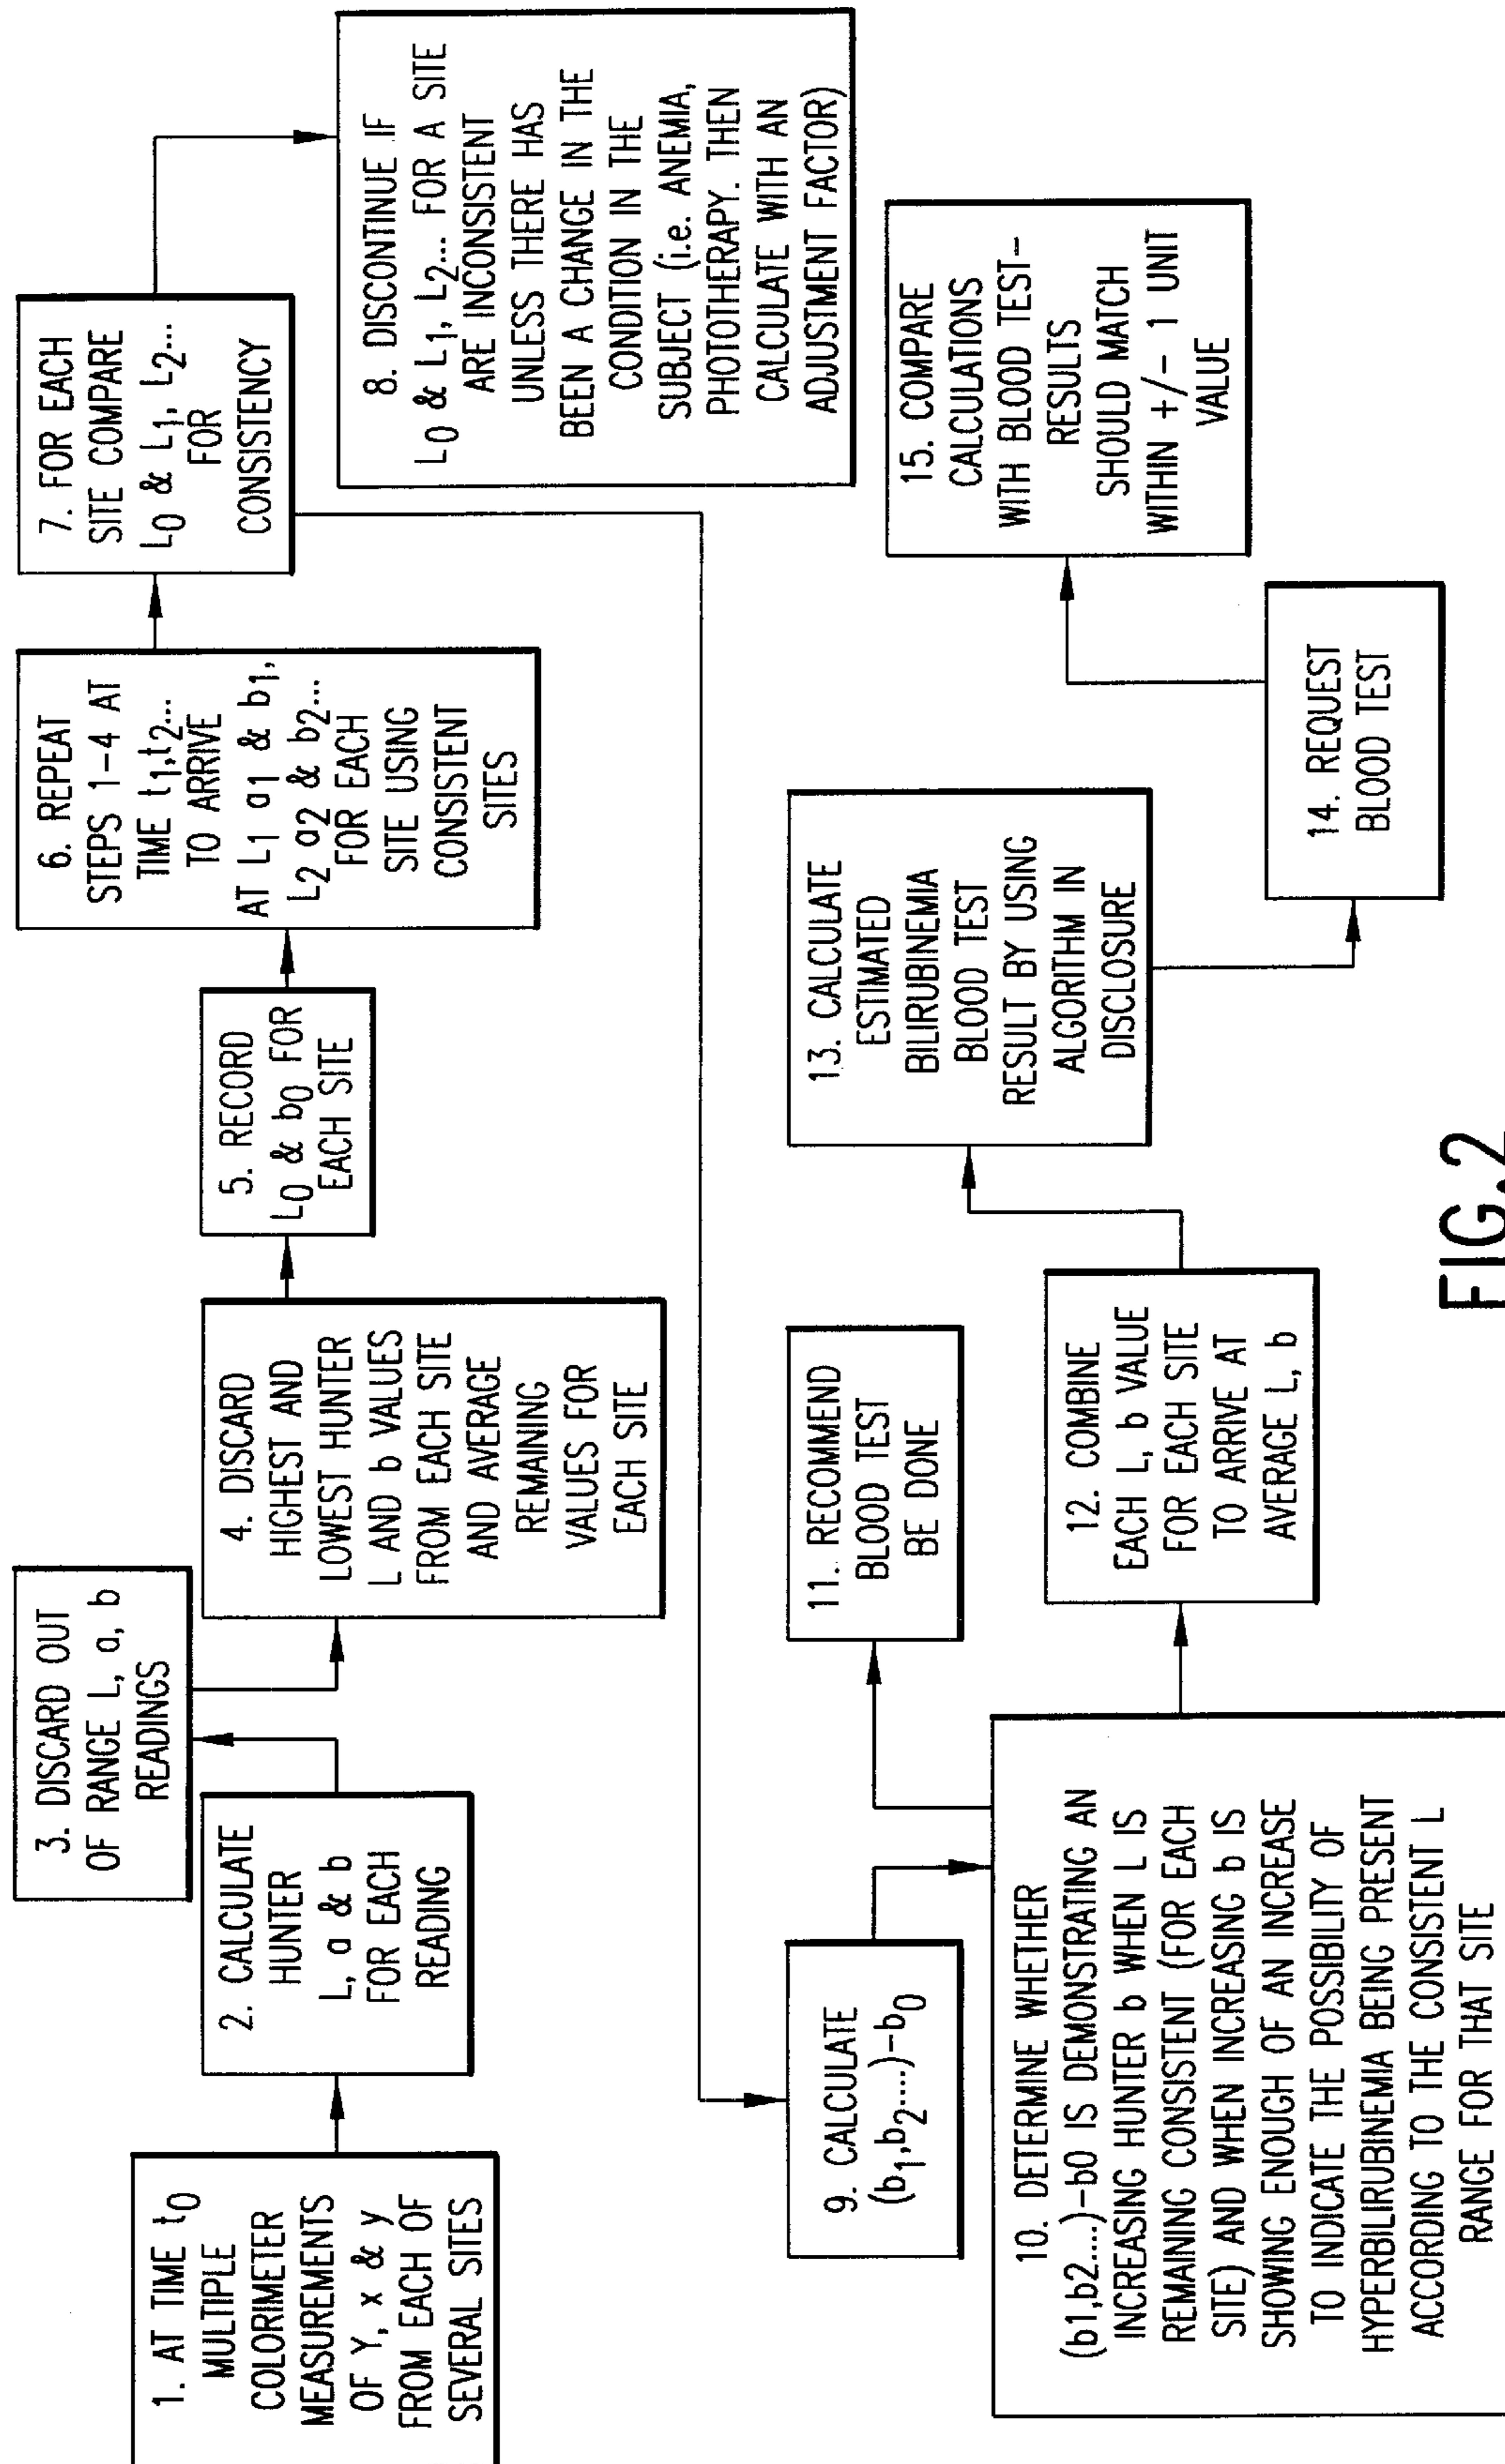 1. AT TIME t0
MULTIPLE
COLORIMETER
MEASUREMENTS
OF Y, x & y
FROM EACH OF
SEVERAL SITES
2. CALCULATE
HUNTER
L, a & b
FOR EACH
READING
3. DISCARD OUT
OF RANGE L, a, b
READINGS
4. DISCARD
HIGHEST AND
LOWEST HUNTER
L AND b VALUES
FROM EACH SITE
AND AVERAGE
REMAINING
VALUES FOR
EACH SITE
5. RECORD
L0 & b0 FOR
EACH SITE
6. REPEAT
STEPS 1-4 AT
TIME t1,t2...
TO ARRIVE
AT L1 a1 & b1,
L2 a2 & b2...
FOR EACH
SITE USING
CONSISTENT
SITES
7. FOR EACH
SITE COMPARE
L0 & L1, L2...
FOR
CONSISTENCY
8. DISCONTINUE IF
L0 & L1, L2... FOR A SITE
ARE INCONSISTENT
UNLESS THERE HAS
BEEN A CHANGE IN THE
CONDITION IN THE
SUBJECT (i.e. ANEMIA,
PHOTOTHERAPY. THEN
CALCULATE WITH AN
ADJUSTMENT FACTOR)
9. CALCULATE
(b1,b2....)-b0
10. DETERMINE WHETHER
(b1,b2....)-b0 IS DEMONSTRATING AN
INCREASING HUNTER b WHEN L IS
REMAINING CONSISTENT (FOR EACH
SITE) AND WHEN INCREASING b IS
SHOWING ENOUGH OF AN INCREASE
TO INDICATE THE POSSIBILITY OF
HYPERBILIRUBINEMIA BEING PRESENT
ACCORDING TO THE CONSISTENT L
RANGE FOR THAT SITE
11. RECOMMEND
BLOOD TEST
BE DONE
12. COMBINE
EACH L, b VALUE
FOR EACH SITE
TO ARRIVE AT
AVERAGE L, b
13. CALCULATE
ESTIMATED
BILIRUBINEMIA
BLOOD TEST
RESULT BY USING
ALGORITHM IN
DISCLOSURE
14. REQUEST
BLOOD TEST
15. COMPARE
CALCULATIONS
WITH BLOOD TEST-
RESULTS
SHOULD MATCH
WITHIN +/- 1 UNIT
VALUE
FIG.2